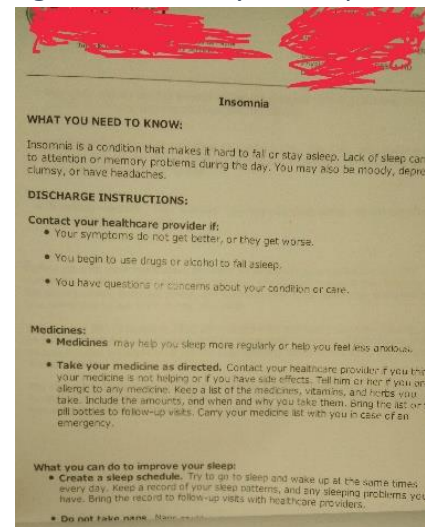 Insomnia
WHAT YOU NEED TO KNOW:
Insomnia is a condition that makes it hard to fall or stay asleep. Lack of sleep can
to attention or memory problems during the day. You may also be moody, depre
clumsy, or have headaches.
DISCHARGE INSTRUCTIONS:
Contact your healthcare provider if:
• Your symptoms do not get better, or they get worse.
• You begin to use drugs or alcohol to fall asleep.
• You have questions or concerns about your condition or care.
Medicines:
• Medicines may help you sleep more regularly or help you feel less anxious.
• Take your medicine as directed. Contact your healthcare provider if you thin
your medicine is not helping or if you have side effects. Tell him or her if you are
allergic to any medicine. Keep a list of the medicines, vitamins, and herbs you
take. Include the amounts, and when and why you take them. Bring the list or
pill bottles to follow-up visits. Carry your medicine list with you in case of an
emergency.
What you can do to improve your sleep:
• Create a sleep schedule. Try to go to sleep and wake up at the same times
every day. Keep a record of your sleep patterns, and any sleeping problems you
have. Bring the record to follow-up visits with healthcare providers.
• Do not take naps.